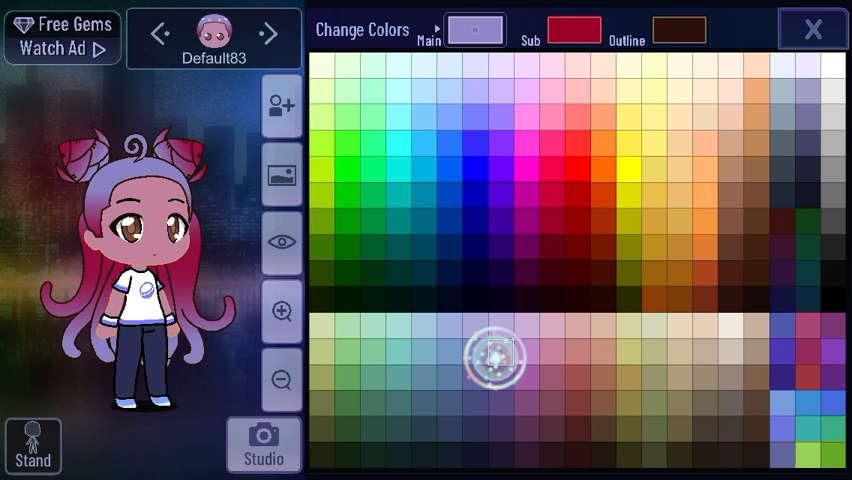 Free Gems
Watch Ad
Default83
Change Colors
Main
Sub
Outline
X
Stand
Studio